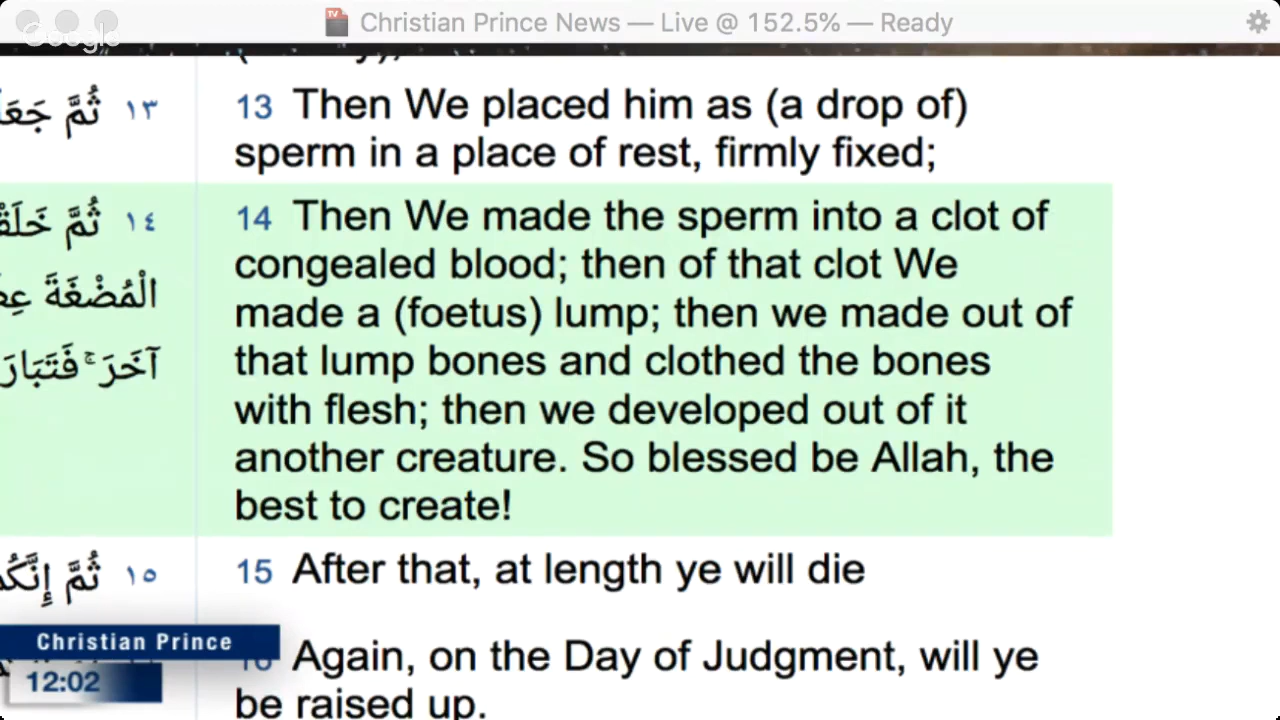 Christian Prince News — Live @ 152.5% — Ready
Google
13 Then We placed him as (a drop of)
sperm in a place of rest, firmly fixed;
١٣ ثُمَّ
14 Then We made the sperm into a clot of
congealed blood; then of that clot We
made a (foetus) lump; then we made out of
that lump bones and clothed the bones
with flesh; then we developed out of it
another creature. So blessed be Allah, the
best to create!
١٤ ثُمَّ
الْمُضْغَةَ
آخَرَ ۚ
15 After that, at length ye will die
١٥ ثُمَّ
16 Again, on the Day of Judgment, will ye
be raised up.
Christian Prince
12:02